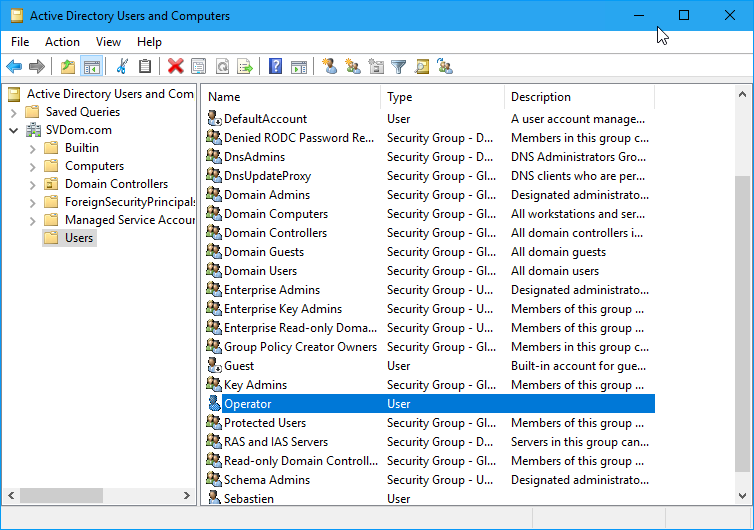 Active Directory Users and Computers
File Action View Help
Active Directory Users and Com
Saved Queries
SVDom.com
Builtin
Computers
Domain Controllers
ForeignSecurityPrincipals
Managed Service Accour
Users
Name Type Description
DefaultAccount User A user account manage...
Denied RODC Password Re... Security Group - D... Members in this group c...
DnsAdmins Security Group - D... DNS Administrators Gro...
DnsUpdateProxy Security Group - Gl... DNS clients who are per...
Domain Admins Security Group - Gl... Designated administrato...
Domain Computers Security Group - Gl... All workstations and ser...
Domain Controllers Security Group - Gl... All domain controllers i...
Domain Guests Security Group - Gl... All domain guests
Domain Users Security Group - Gl... All domain users
Enterprise Admins Security Group - U... Designated administrato...
Enterprise Key Admins Security Group - U... Members of this group ...
Enterprise Read-only Doma... Security Group - U... Members of this group ...
Group Policy Creator Owners Security Group - Gl... Members in this group c...
Guest User Built-in account for gue...
Key Admins Security Group - Gl... Members of this group ...
Operator User
Protected Users Security Group - Gl... Members of this group ...
RAS and IAS Servers Security Group - D... Servers in this group can...
Read-only Domain Controll... Security Group - Gl... Members of this group ...
Schema Admins Security Group - U... Designated administrato...
Sebastien User